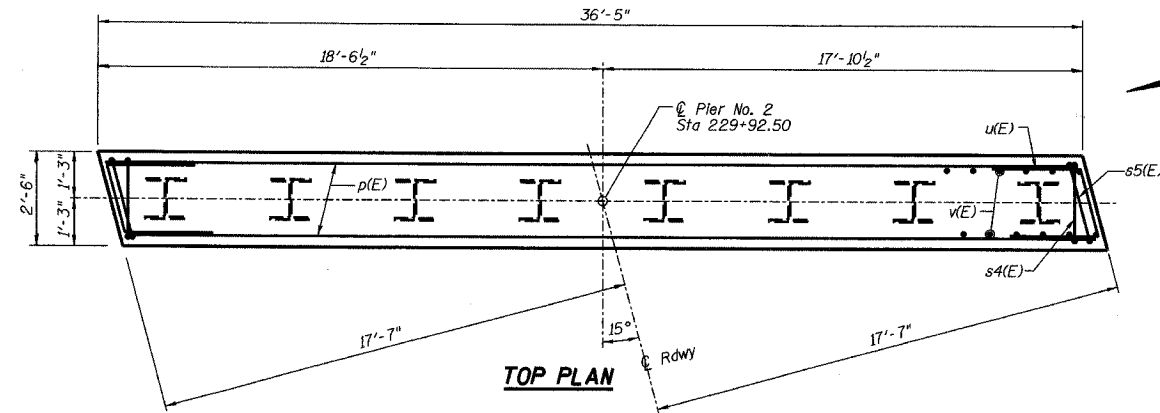 36'-5"
18'-6½"
17'-10½"
℄ Pier No. 2
Sta 229+92.50
u(E)
s5(E)
2'-6"
1'-3"
1'-3"
p(E)
v(E)
s4(E)
17'-7"
15°
17'-7"
℄ Rdwy
TOP PLAN